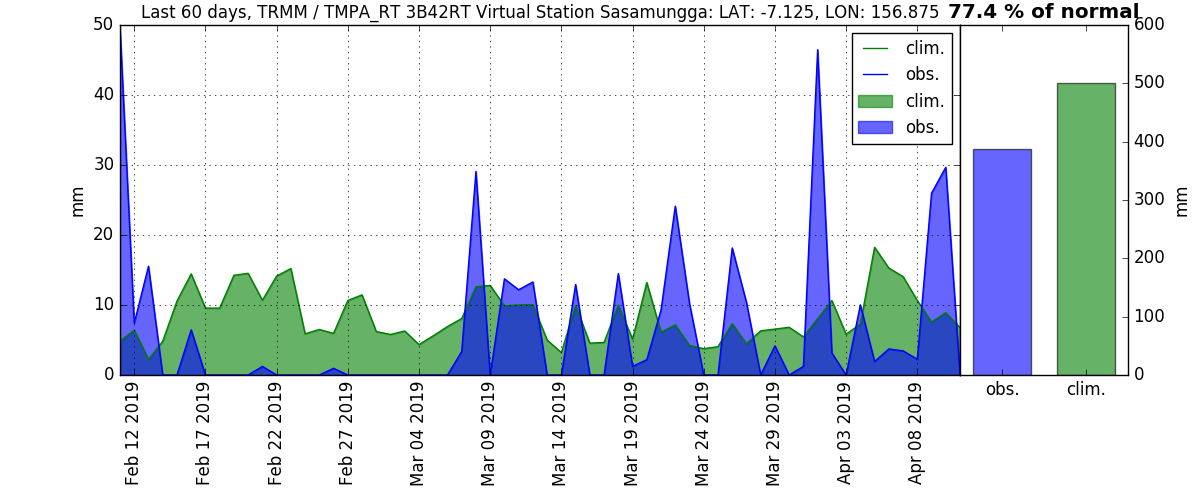 Last 60 days, TRMM / TMPA_RT 3B42RT Virtual Station Sasamungga: LAT: -7.125, LON: 156.875 77.4 % of normal
50
40
30
20
10
0
mm
clim.
obs.
clim.
obs.
600
500
400
300
200
100
0
mm
obs.
clim.
Feb 12 2019
Feb 17 2019
Feb 22 2019
Feb 27 2019
Mar 04 2019
Mar 09 2019
Mar 14 2019
Mar 19 2019
Mar 24 2019
Mar 29 2019
Apr 03 2019
Apr 08 2019